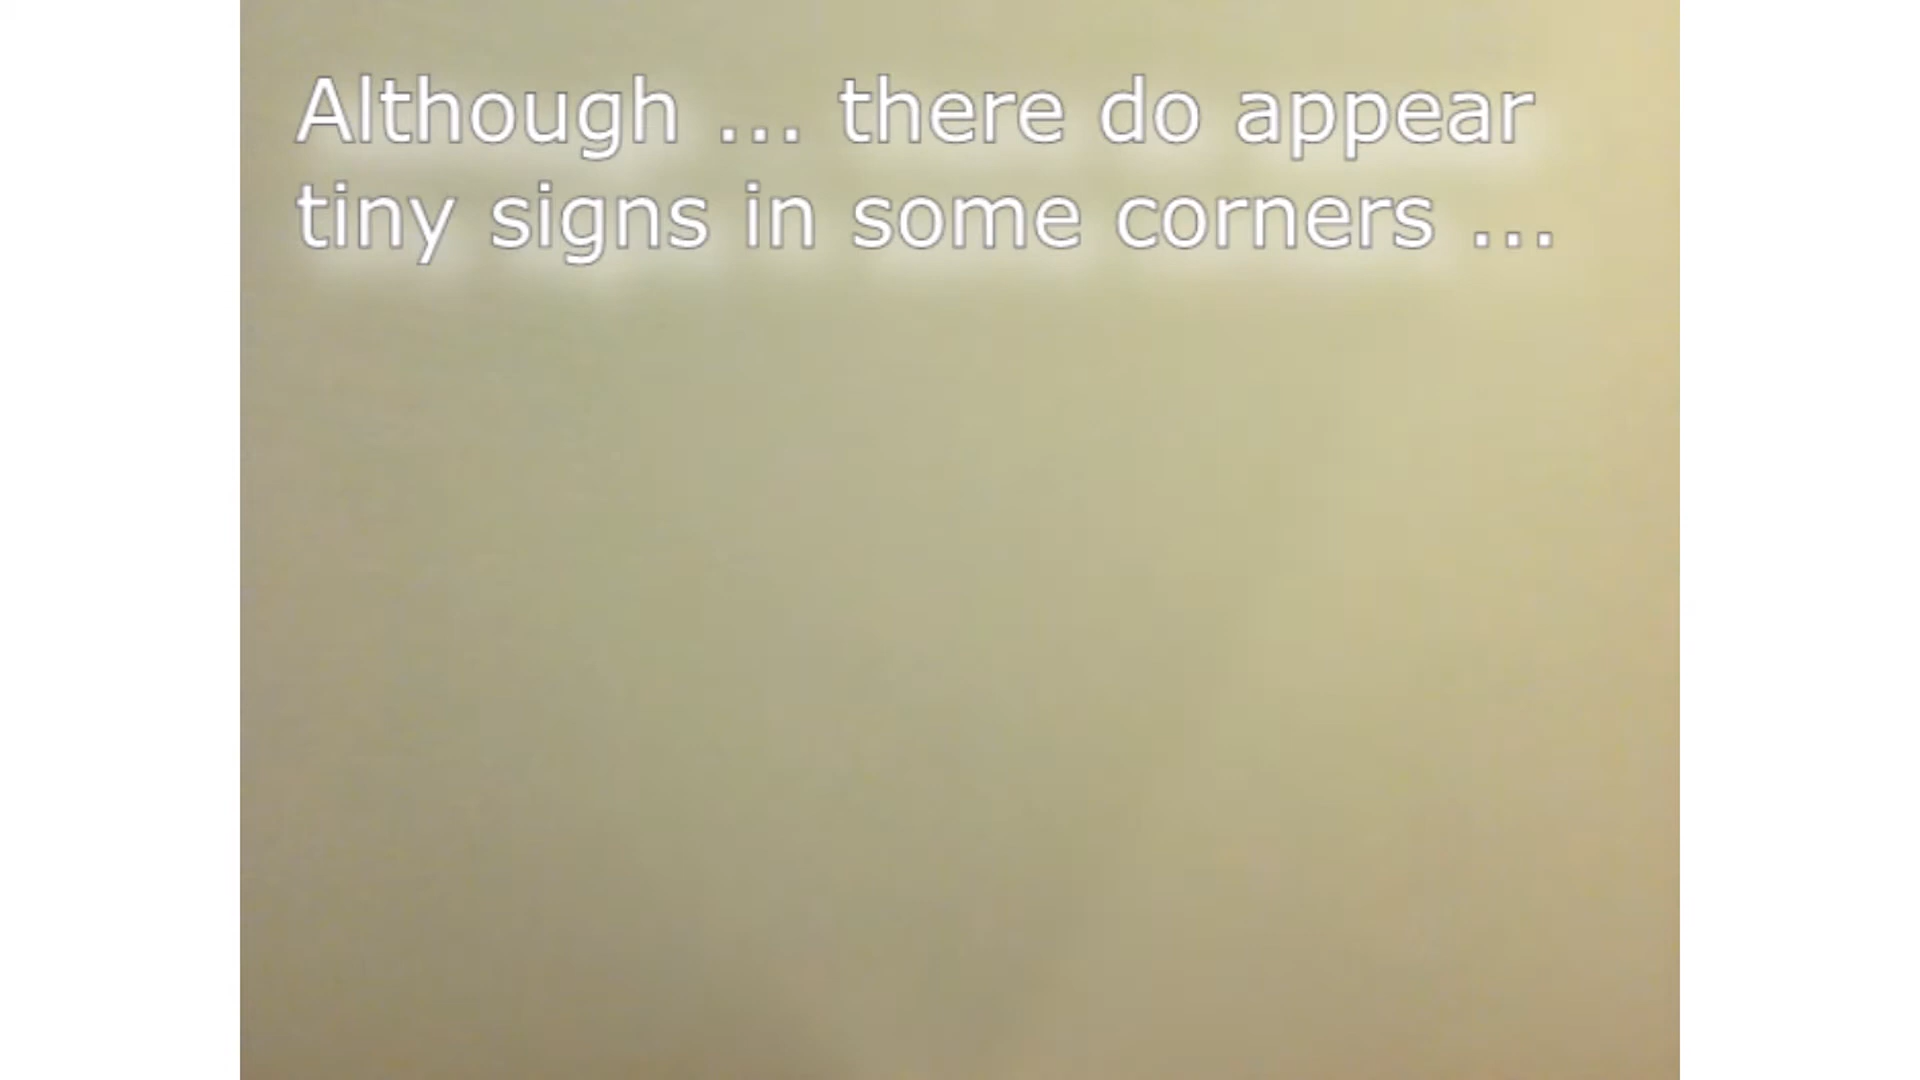 Although ... there do appear
tiny signs in some corners ...